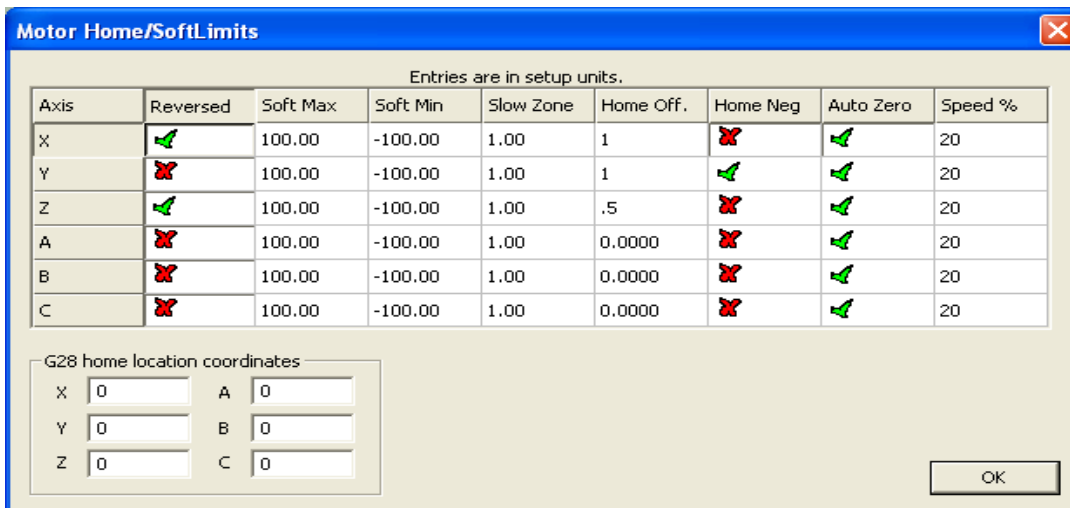 Motor Home/SoftLimits
Entries are in setup units.
Axis Reversed Soft Max Soft Min Slow Zone Home Off. Home Neg Auto Zero Speed %
X 100.00 -100.00 1.00 1 20
Y 100.00 -100.00 1.00 1 20
Z 100.00 -100.00 1.00 .5 20
A 100.00 -100.00 1.00 0.0000 20
B 100.00 -100.00 1.00 0.0000 20
C 100.00 -100.00 1.00 0.0000 20
G28 home location coordinates
X 0 A 0
Y 0 B 0
Z 0 C 0
OK